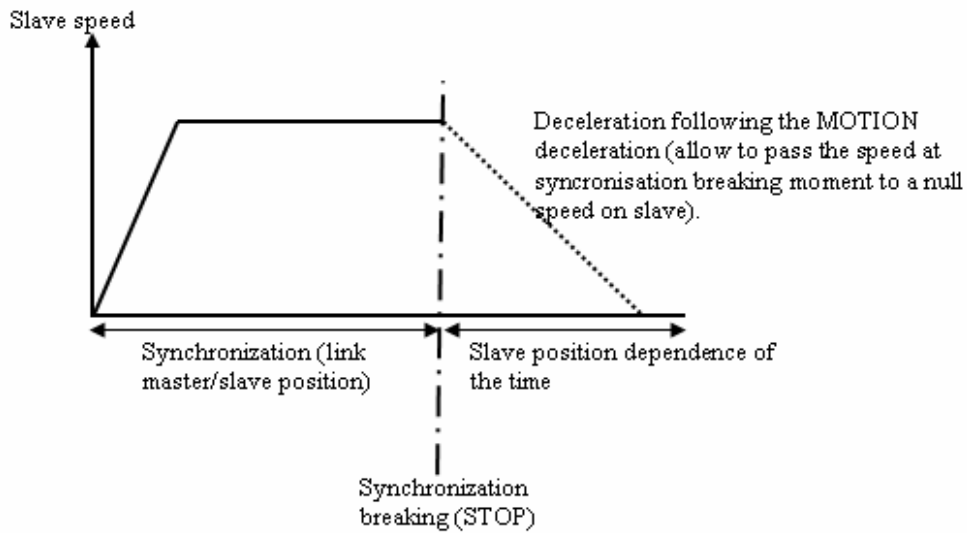 Slave speed
Deceleration following the MOTION
deceleration (allow to pass the speed at
syncronisation breaking moment to a null
speed on slave).
Synchronization (link
master/slave position)
Slave position dependence of
the time
Synchronization
breaking (STOP)